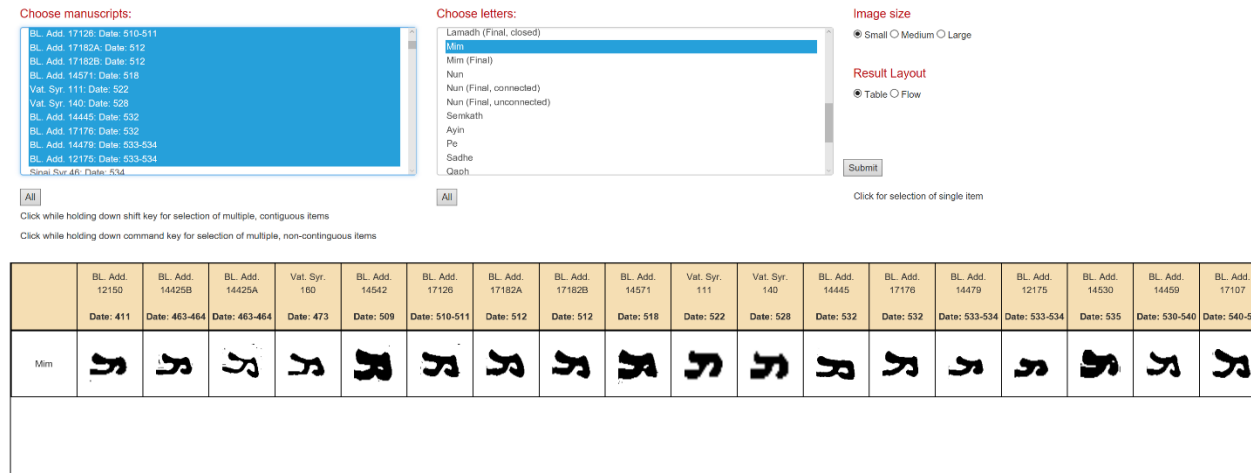 Choose manuscripts:
BL. Add. 17126: Date: 510-511
BL. Add. 17182A: Date: 512
BL. Add. 17182B: Date: 512
BL. Add. 14571: Date: 518
Vat. Syr. 111: Date: 522
Vat. Syr. 140: Date: 528
BL. Add. 14445: Date: 532
BL. Add. 17176: Date: 532
BL. Add. 14479: Date: 533-534
BL. Add. 12175: Date: 533-534
Sinai Syr 46: Date: 534
All
Click while holding down shift key for selection of multiple, contiguous items
Click while holding down command key for selection of multiple, non-continguous items
Choose letters:
Lamadh (Final, closed)
Mim
Mim (Final)
Nun
Nun (Final, connected)
Nun (Final, unconnected)
Semkath
Ayin
Pe
Sadhe
Qaph
All
Image size
Small Medium Large
Result Layout
Table Flow
Submit
Click for selection of single item
BL. Add. BL. Add. BL. Add. Vat. Syr. BL. Add. BL. Add. BL. Add. BL. Add. BL. Add. Vat. Syr. Vat. Syr. BL. Add. BL. Add. BL. Add. BL. Add. BL. Add. BL. Add. BL. Add.
12150 14425B 14425A 160 14542 17126 17182A 17182B 14571 111 140 14445 17176 14479 12175 14530 14459 17107
Date: 411 Date: 463-464 Date: 463-464 Date: 473 Date: 509 Date: 510-511 Date: 512 Date: 512 Date: 518 Date: 522 Date: 528 Date: 532 Date: 532 Date: 533-534 Date: 533-534 Date: 535 Date: 530-540 Date: 540-5
Mim